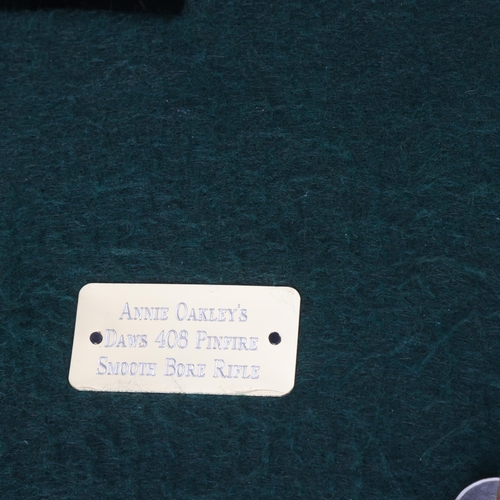 Annie Oakley's
Daws 408 Pinfire
Smooth Bore Rifle